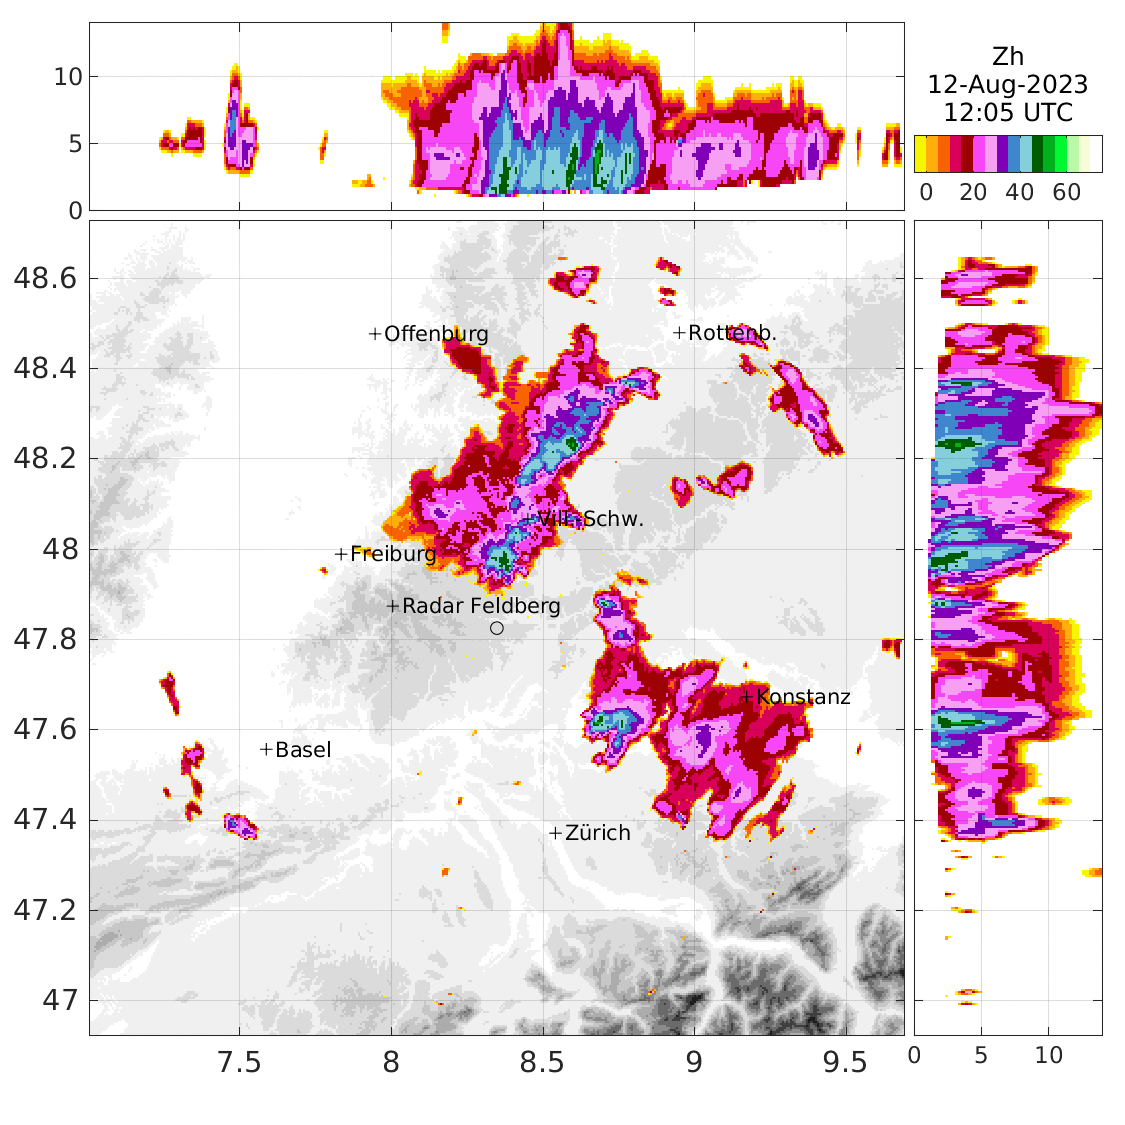 10
5
0
Zh
12-Aug-2023
12:05 UTC
0
20
40
60
48.6
48.4
48.2
48
47.8
47.6
47.4
47.2
47
+Offenburg
+Rottenb.
Vill.-Schw.
+Freiburg
+Radar Feldberg
+Konstanz
+Basel
+Zürich
7.5
8
8.5
9
9.5
0
5
10